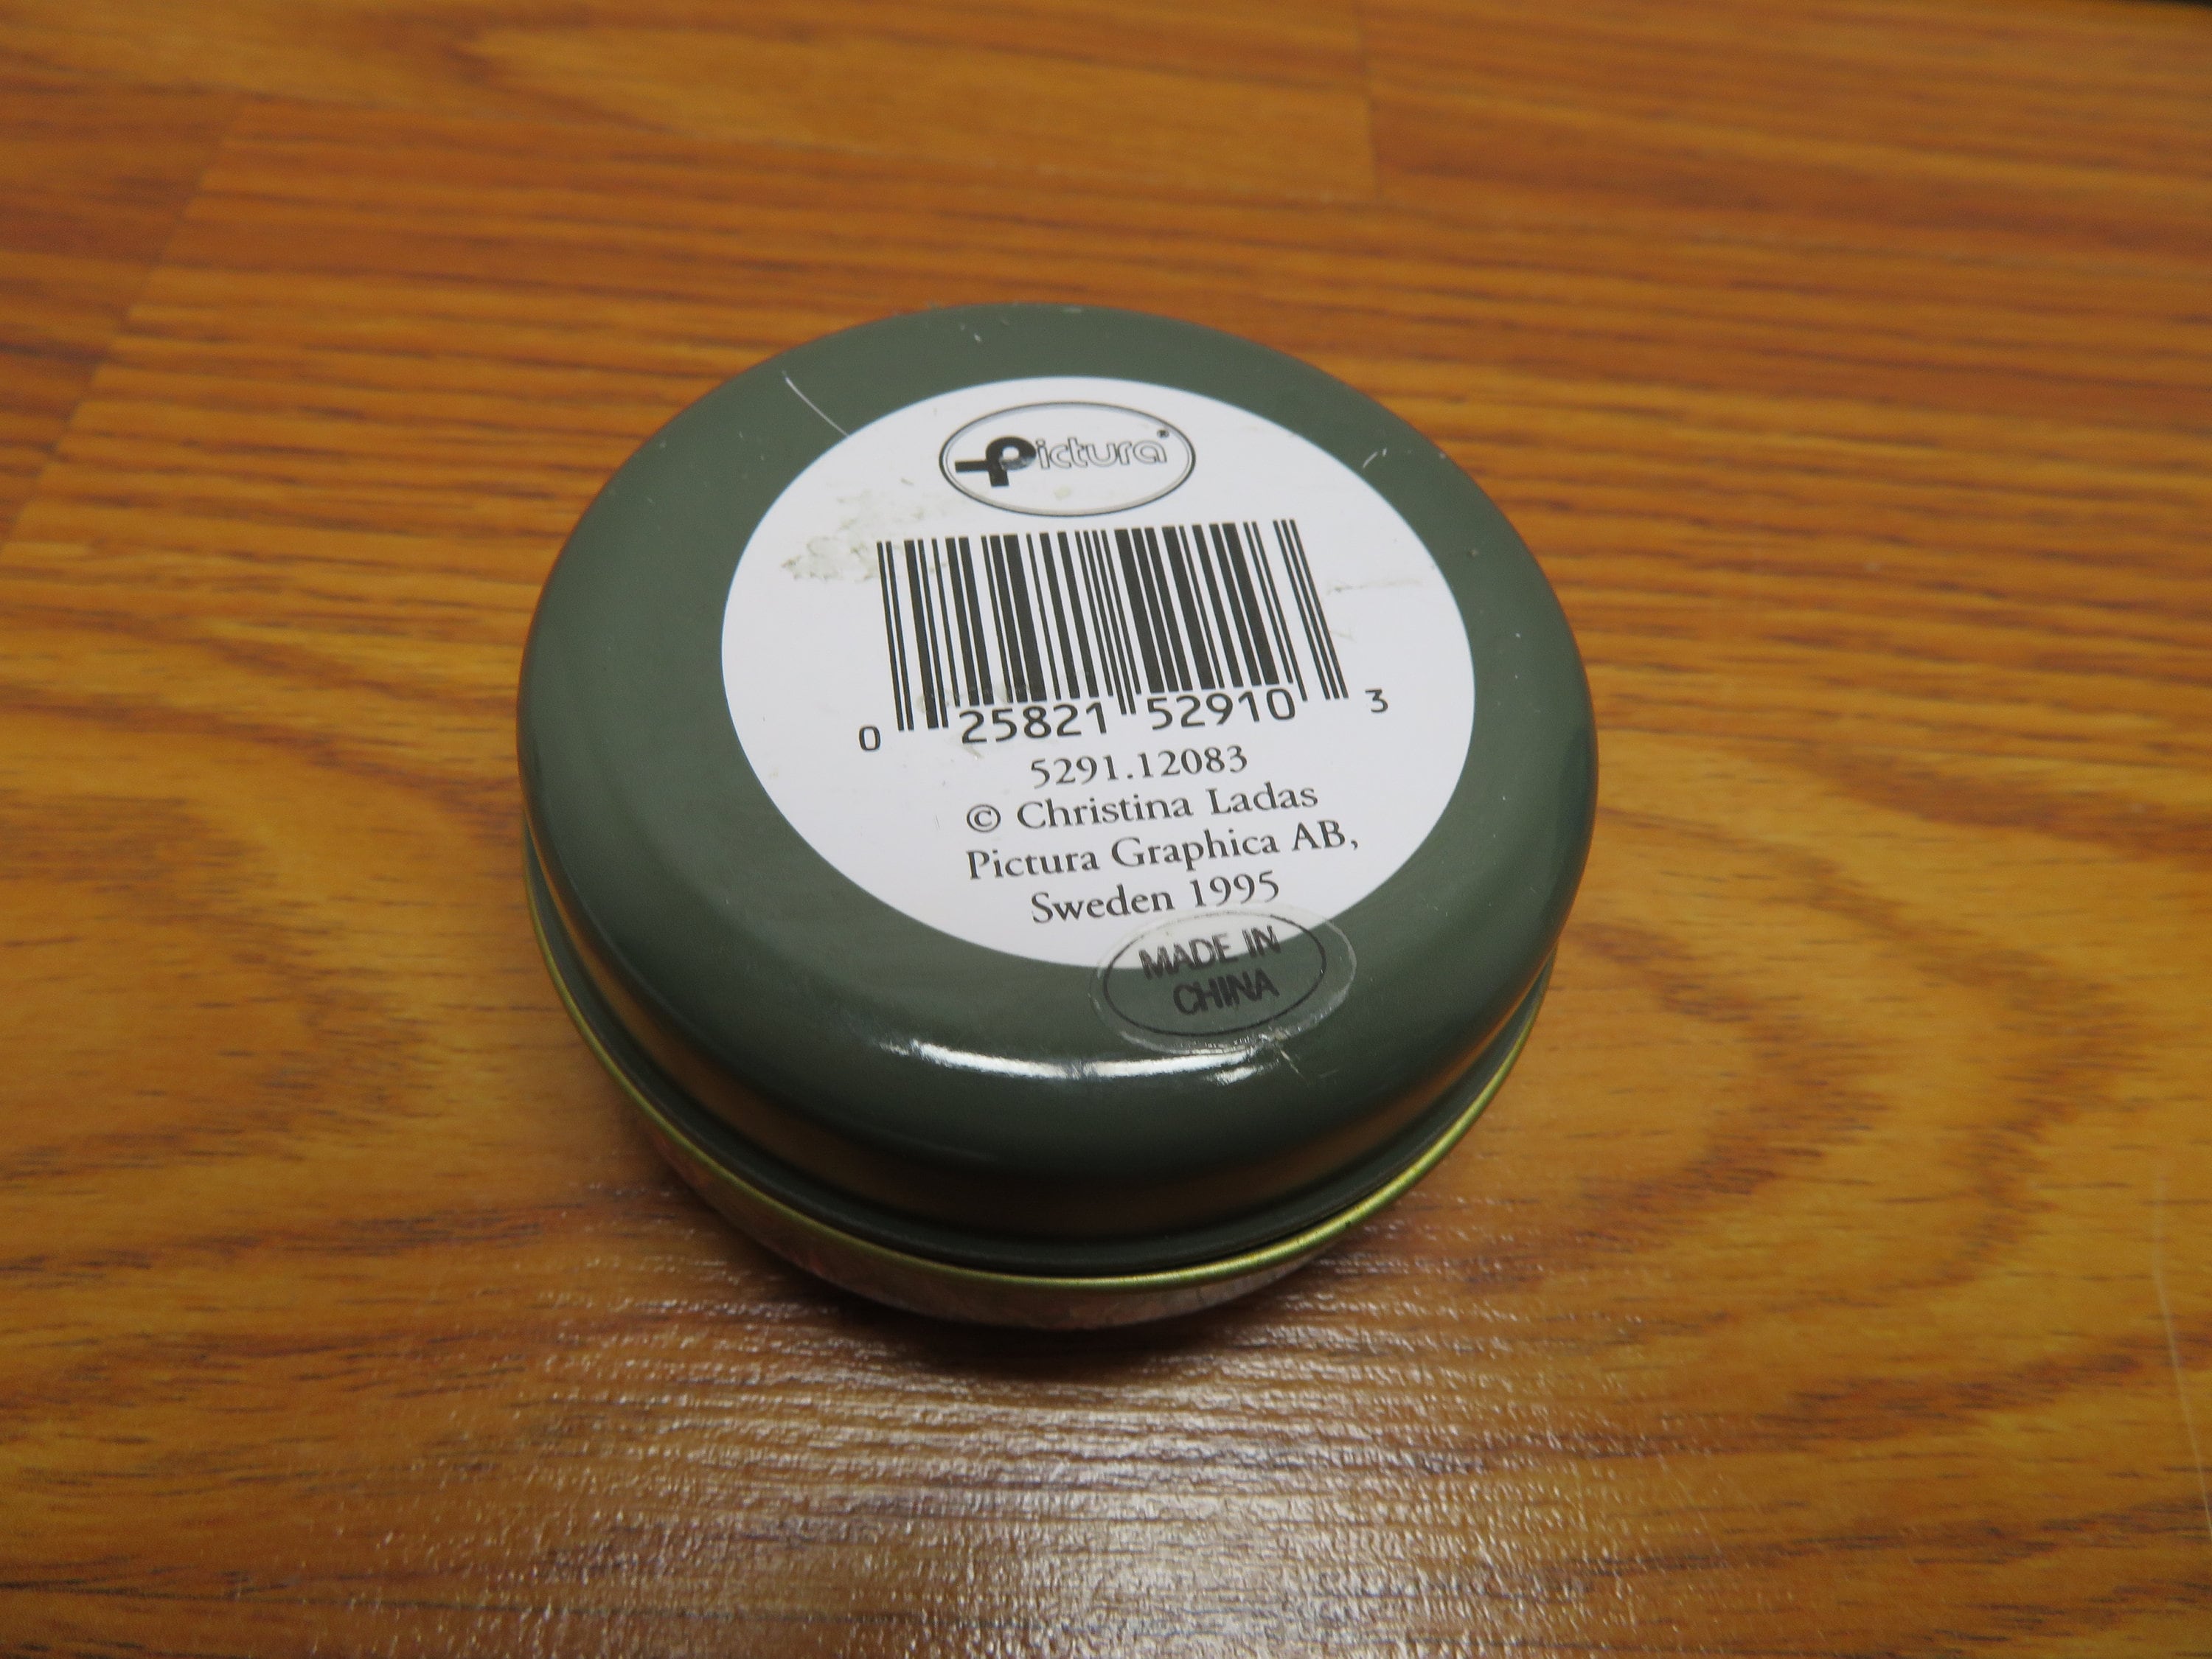 Pictura®
0 25821 52910 3
5291.12083
© Christina Ladas
Pictura Graphica AB,
Sweden 1995
MADE IN
CHINA